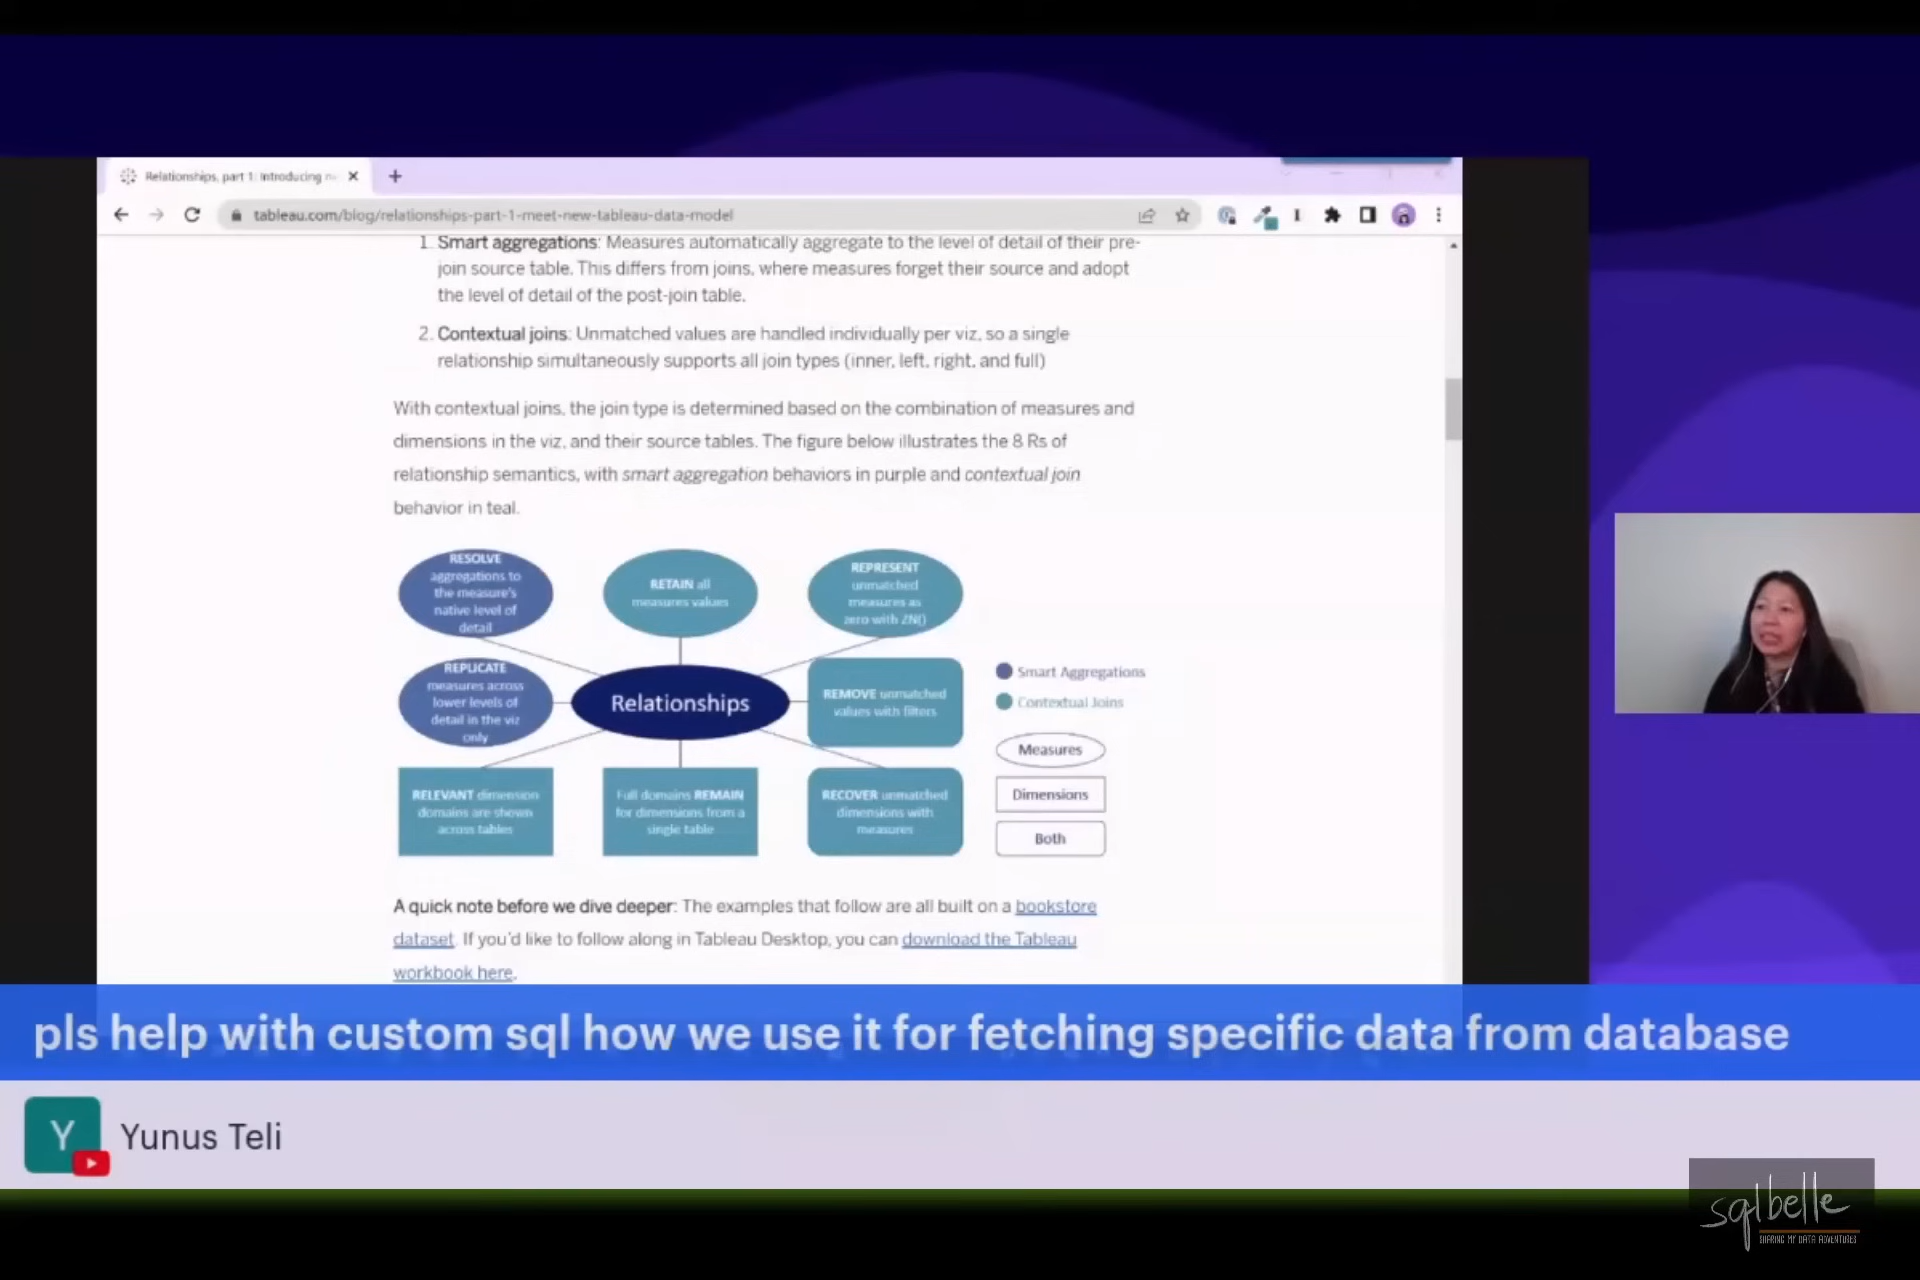 Relationships, part 1: Introducing n
tableau.com/blog/relationships-part-1-meet-new-tableau-data-model
1. Smart aggregations: Measures automatically aggregate to the level of detail of their pre-
join source table. This differs from joins, where measures forget their source and adopt
the level of detail of the post-join table.
2. Contextual joins: Unmatched values are handled individually per viz, so a single
relationship simultaneously supports all join types (inner, left, right, and full)
With contextual joins, the join type is determined based on the combination of measures and
dimensions in the viz, and their source tables. The figure below illustrates the 8 Rs of
relationship semantics, with smart aggregation behaviors in purple and contextual join
behavior in teal.
RESOLVE
aggregations to
the measure's
native level of
detail
RETAIN all
measures values
REPRESENT
unmatched
measures as
zero with ZN()
REPLICATE
measures across
lower levels of
detail in the viz
only
Relationships
REMOVE unmatched
values with filters
Smart Aggregations
Contextual Joins
Measures
Dimensions
Both
RELEVANT dimension
domains are shown
across tables
Full domains REMAIN
for dimensions from a
single table
RECOVER unmatched
dimensions with
measures
A quick note before we dive deeper: The examples that follow are all built on a bookstore
dataset. If you'd like to follow along in Tableau Desktop, you can download the Tableau
workbook here.
pls help with custom sql how we use it for fetching specific data from database
Y
Yunus Teli
sqlbelle
SHARING MY DATA ADVENTURES